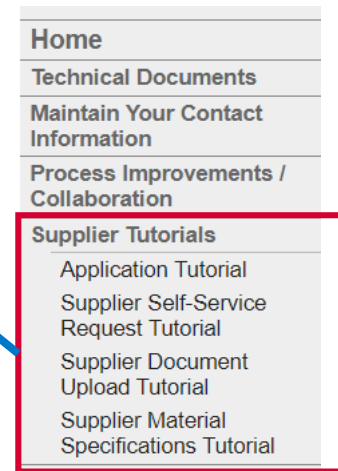 Home
Technical Documents
Maintain Your Contact
Information
Process Improvements /
Collaboration
Supplier Tutorials
Application Tutorial
Supplier Self-Service
Request Tutorial
Supplier Document
Upload Tutorial
Supplier Material
Specifications Tutorial